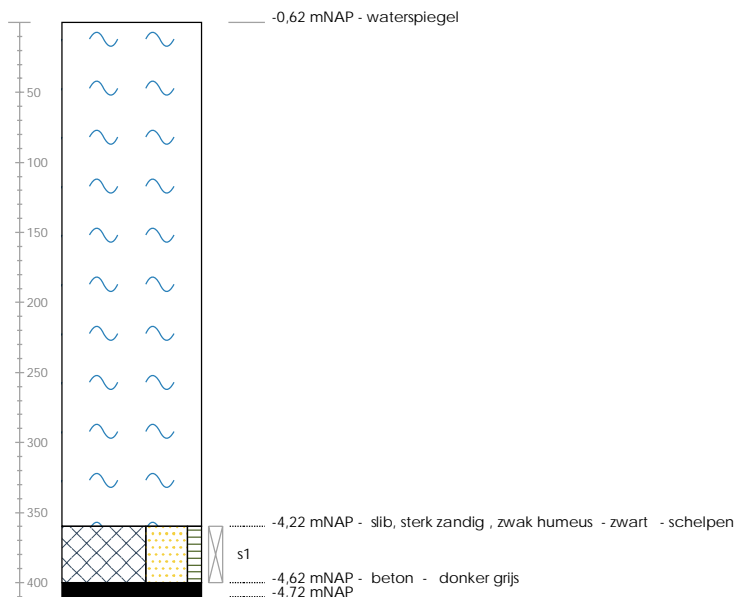 -0,62 mNAP - waterspiegel
50
100
150
200
250
300
350
-4,22 mNAP - slib, sterk zandig , zwak humeus - zwart - schelpen
s1
400
-4,62 mNAP - beton - donker grijs
-4,72 mNAP